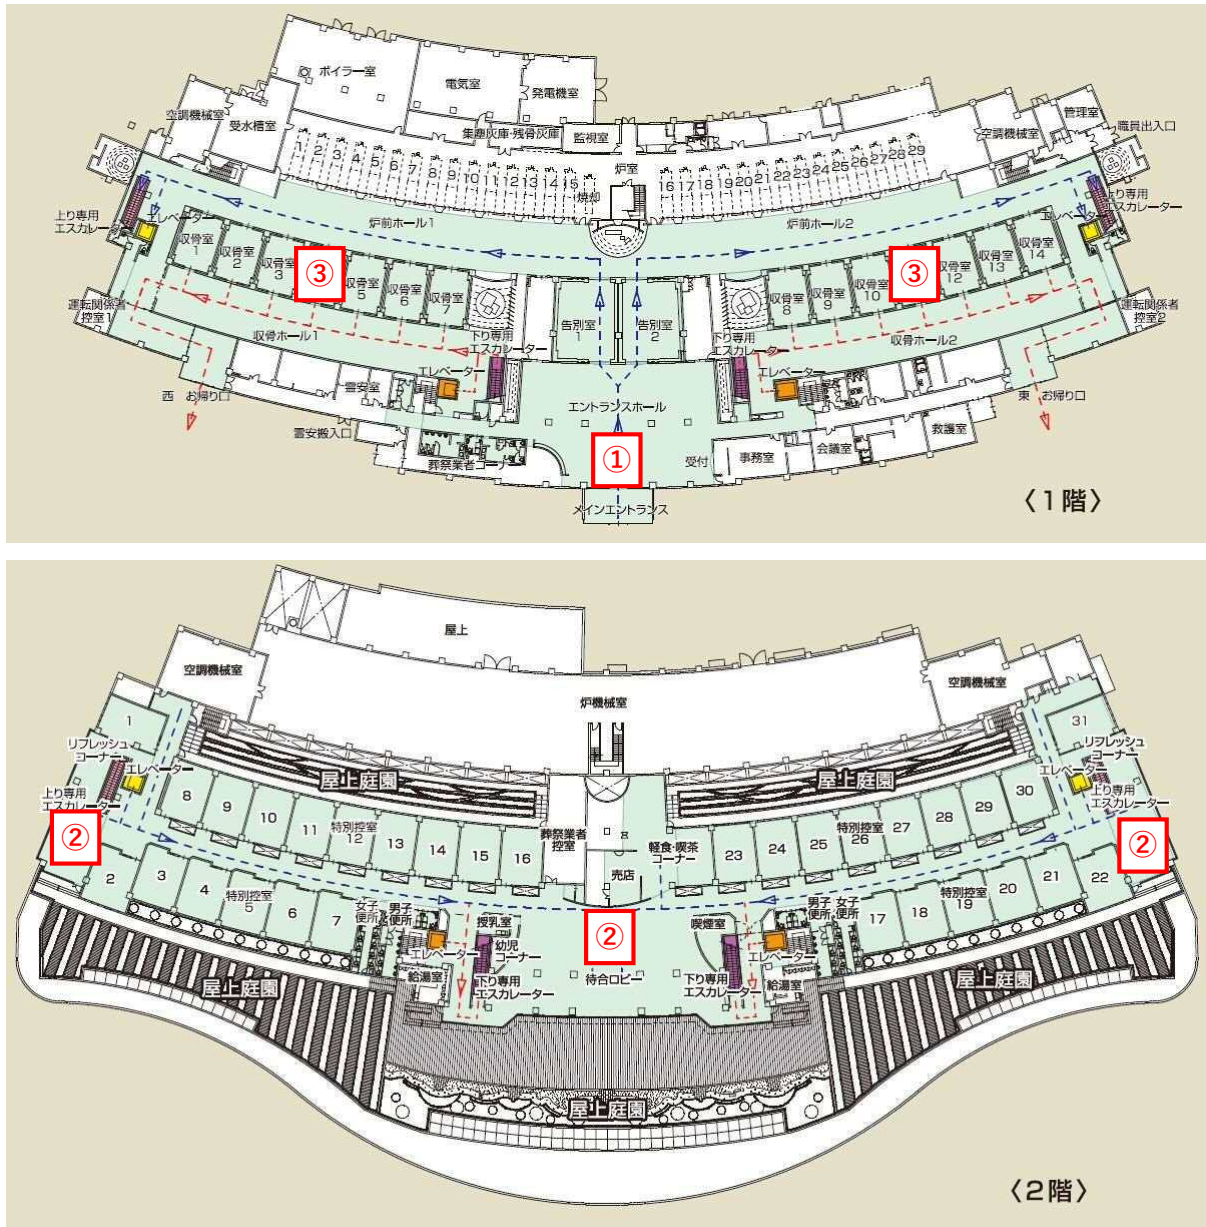 ボイラー室
電気室
発電機室
空調機械室
受水槽室
集塵灰庫・残骨灰庫
監視室
炉室
空調機械室
管理室
職員出入口
1
2
3
4
5
6
7
8
9
10
11
12
13
14
15
焼却
16
17
18
19
20
21
22
23
24
25
26
27
28
29
上り専用
エスカレーター
エレベーター
炉前ホール1
炉前ホール2
エレベーター
上り専用
エスカレーター
収骨室
1
収骨室
2
収骨室
3
③
収骨室
5
収骨室
6
収骨室
7
告別室
1
告別室
2
収骨室
8
収骨室
9
収骨室
10
③
収骨室
12
収骨室
13
収骨室
14
運転関係者
控室1
収骨ホール1
下り専用
エスカレーター
エレベーター
下り専用
エスカレーター
エレベーター
収骨ホール2
運転関係者
控室2
西 お帰り口
霊安室
霊安搬入口
葬祭業者コーナー
エントランスホール
①
受付
事務室
会議室
救護室
東 お帰り口
メインエントランス
〈1階〉
屋上
空調機械室
炉機械室
空調機械室
1
リフレッシュ
コーナー
エレベーター
上り専用
エスカレーター
②
屋上庭園
屋上庭園
31
リフレッシュ
コーナー
エレベーター
上り専用
エスカレーター
②
8
9
10
11
特別控室
12
13
14
15
16
葬祭業者
控室
売店
軽食・喫茶
コーナー
23
24
25
特別控室
26
27
28
29
30
2
3
4
特別控室
5
6
7
女子
便所
男子
便所
エレベーター
給湯室
授乳室
幼児
コーナー
下り専用
エスカレーター
②
待合ロビー
喫煙室
下り専用
エスカレーター
エレベーター
給湯室
男子
便所
女子
便所
17
18
特別控室
19
20
21
22
屋上庭園
屋上庭園
屋上庭園
〈2階〉